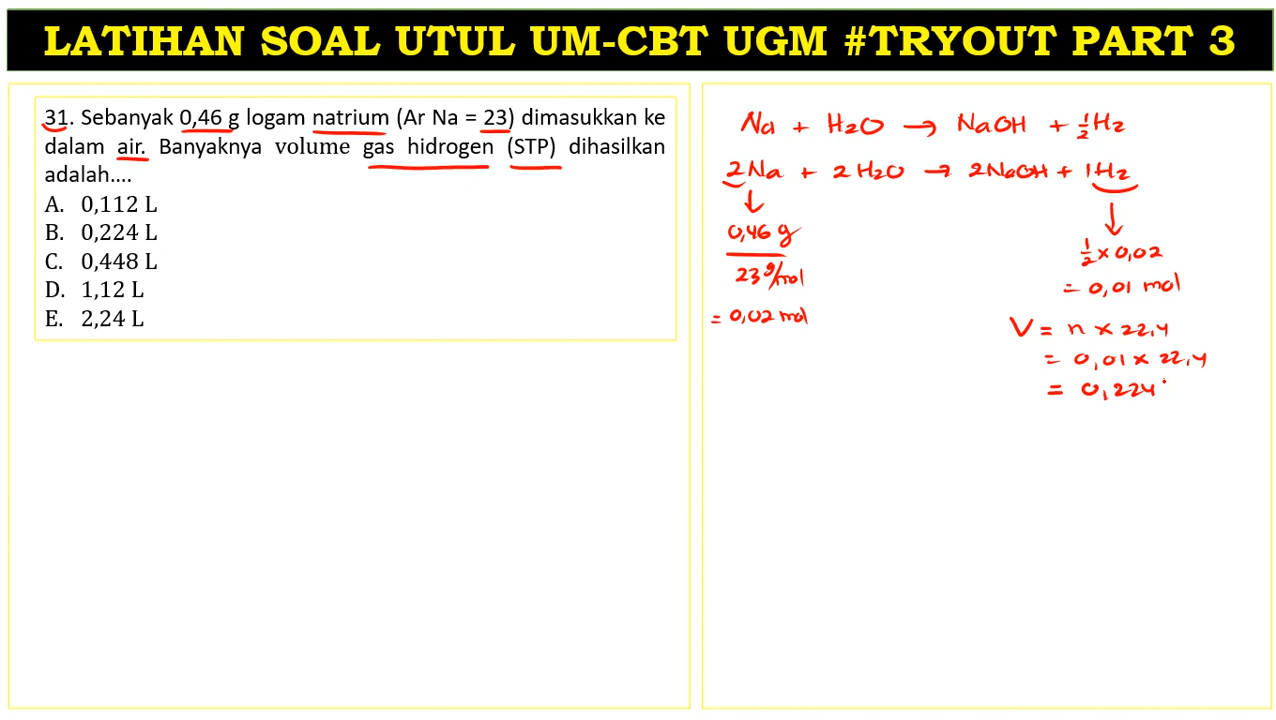 LATIHAN SOAL UTUL UM-CBT UGM #TRYOUT PART 3
31. Sebanyak 0,46 g logam natrium (Ar Na = 23) dimasukkan ke
dalam air. Banyaknya volume gas hidrogen (STP) dihasilkan
adalah....
A. 0,112 L
B. 0,224 L
C. 0,448 L
D. 1,12 L
E. 2,24 L
Na + H2O → NaOH + 1/2 H2
2Na + 2H2O → 2NaOH + 1H2
0,46 g
23 g/mol
= 0,02 mol
1/2 × 0,02
= 0,01 mol
V = n × 22,4
= 0,01 × 22,4
= 0,224